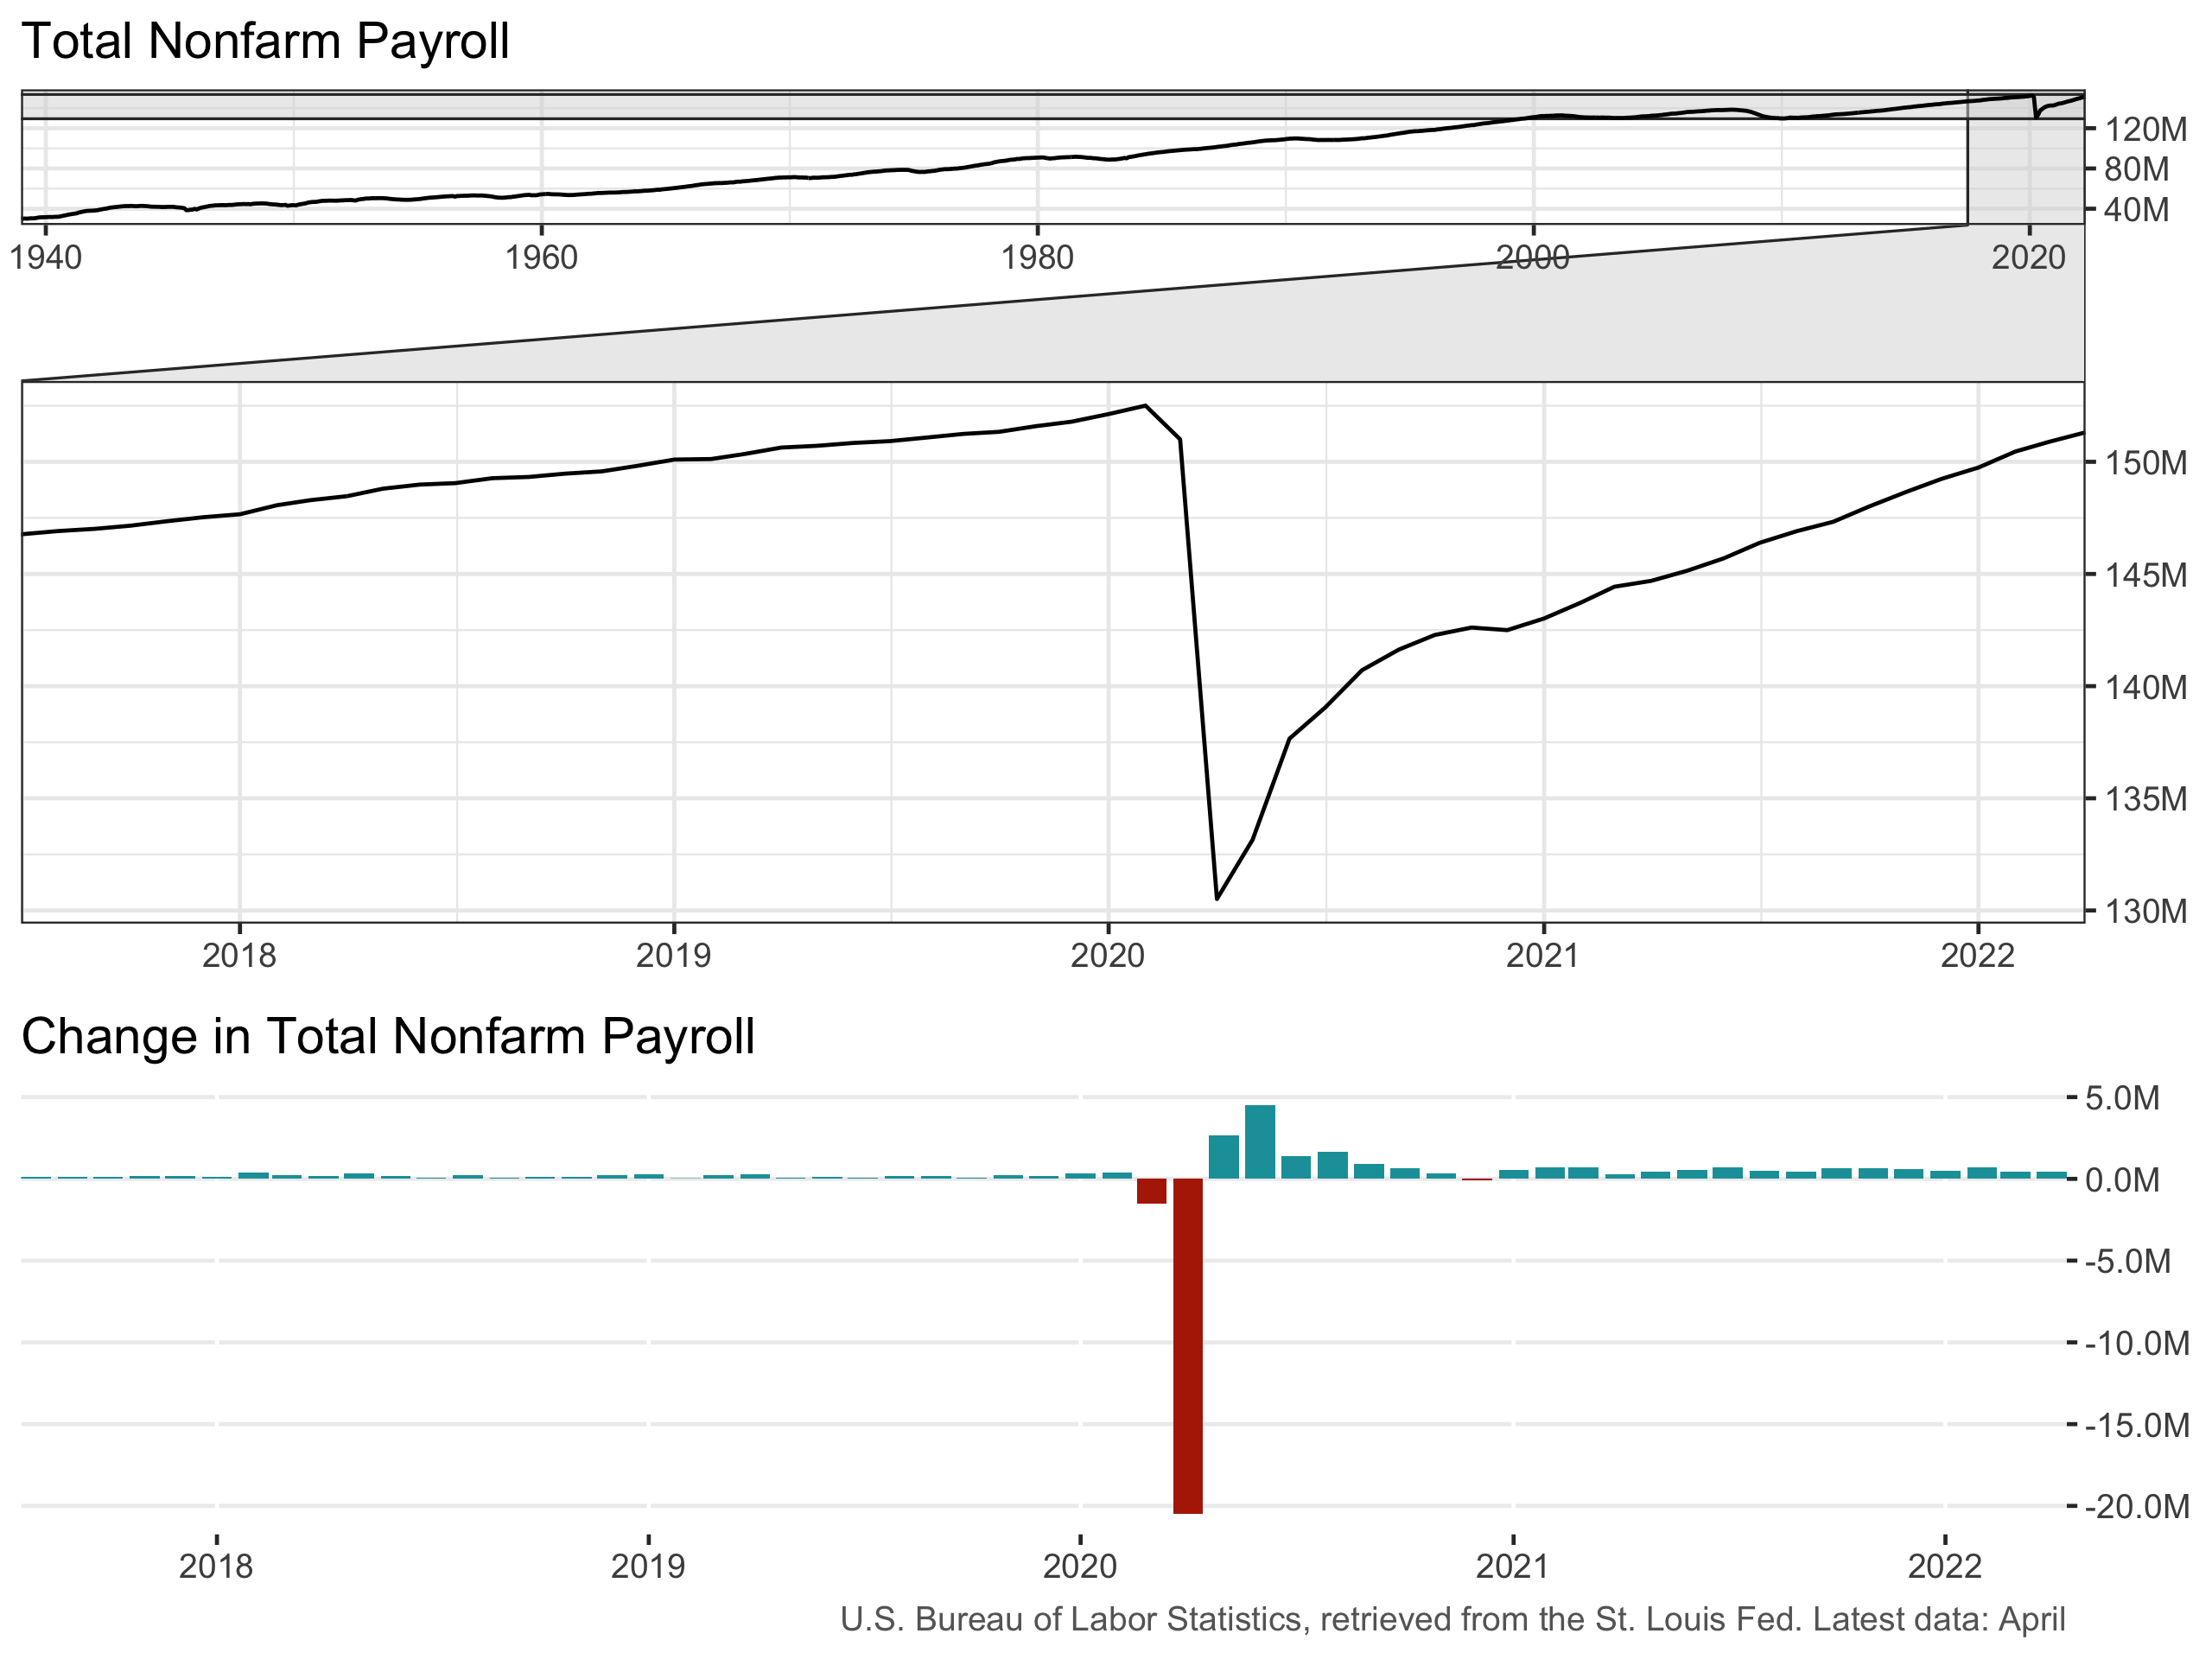 Total Nonfarm Payroll
120M
80M
40M
1940 1960 1980 2000 2020
150M
145M
140M
135M
130M
2018 2019 2020 2021 2022
Change in Total Nonfarm Payroll
5.0M
0.0M
-5.0M
-10.0M
-15.0M
-20.0M
2018 2019 2020 2021 2022
U.S. Bureau of Labor Statistics, retrieved from the St. Louis Fed. Latest data: April